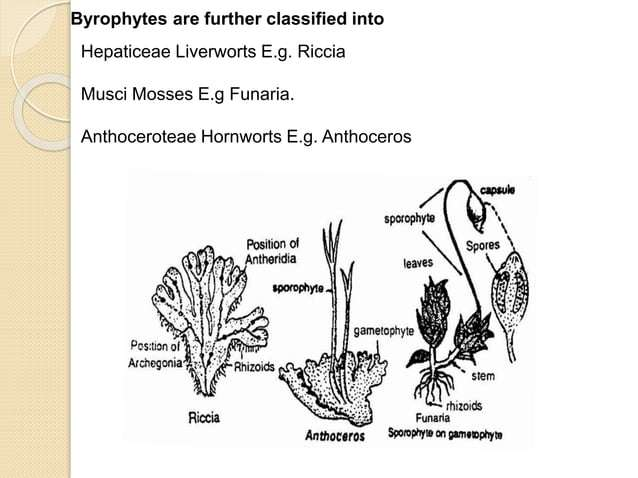 Byrophytes are further classified into
Hepaticeae Liverworts E.g. Riccia
Musci Mosses E.g Funaria.
Anthoceroteae Hornworts E.g. Anthoceros
capsule
sporophyte
Spores
Position of
Antheridia
leaves
sporophyte
gametophyte
Position of
Archegonia
Rhizoids
stem
rhizoids
Riccia
Funaria
Anthoceros
Sporophyte on gametophyte